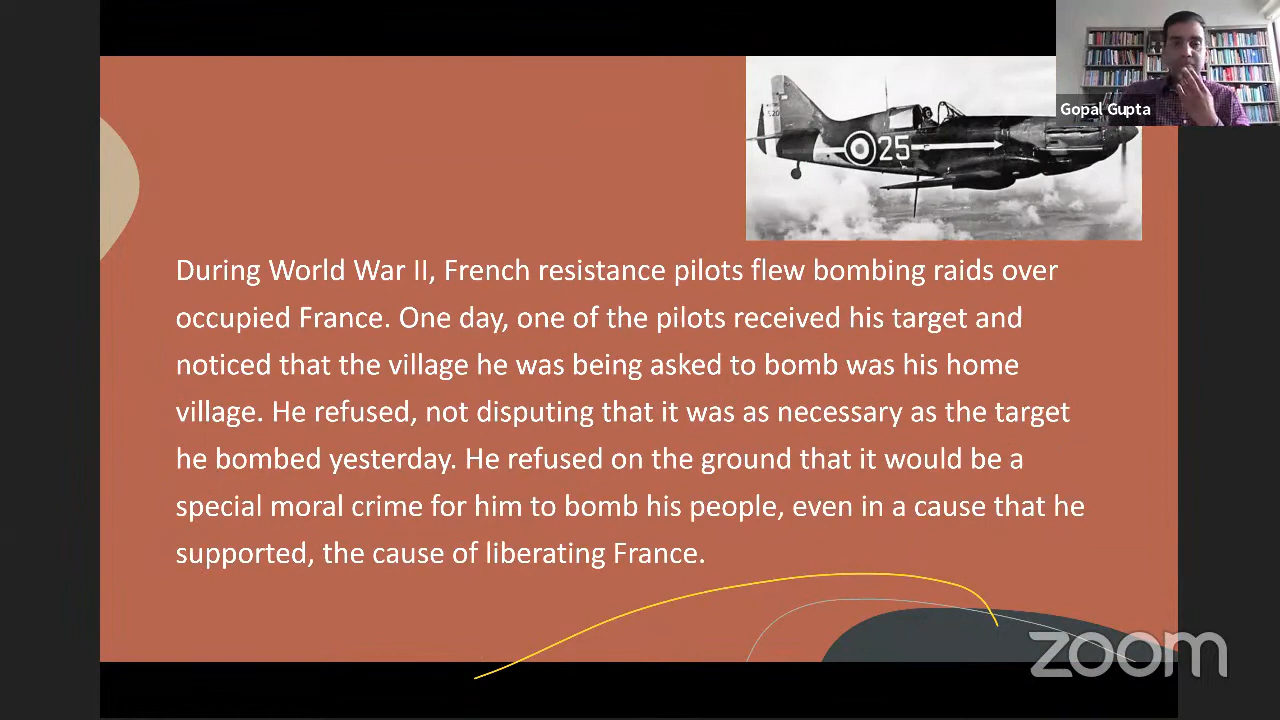 Gopal Gupta
25
During World War II, French resistance pilots flew bombing raids over
occupied France. One day, one of the pilots received his target and
noticed that the village he was being asked to bomb was his home
village. He refused, not disputing that it was as necessary as the target
he bombed yesterday. He refused on the ground that it would be a
special moral crime for him to bomb his people, even in a cause that he
supported, the cause of liberating France.
zoom